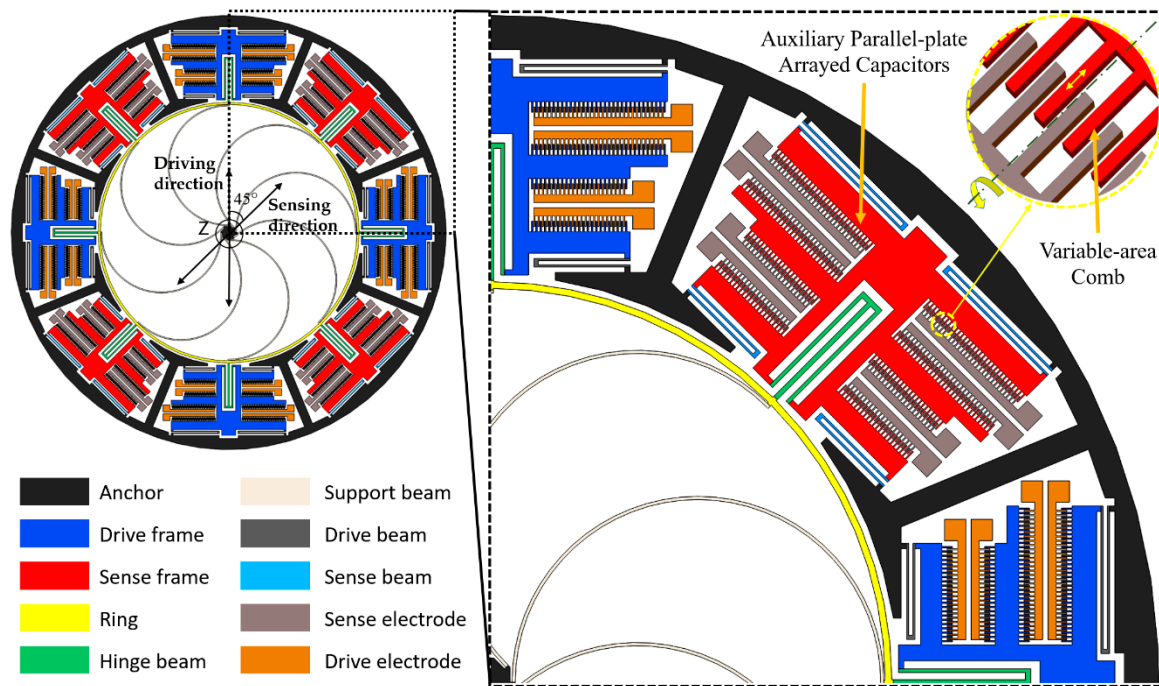 Driving
direction
45°
Sensing
direction
Z
Auxiliary Parallel-plate
Arrayed Capacitors
Variable-area
Comb
Anchor
Support beam
Drive frame
Drive beam
Sense frame
Sense beam
Ring
Sense electrode
Hinge beam
Drive electrode